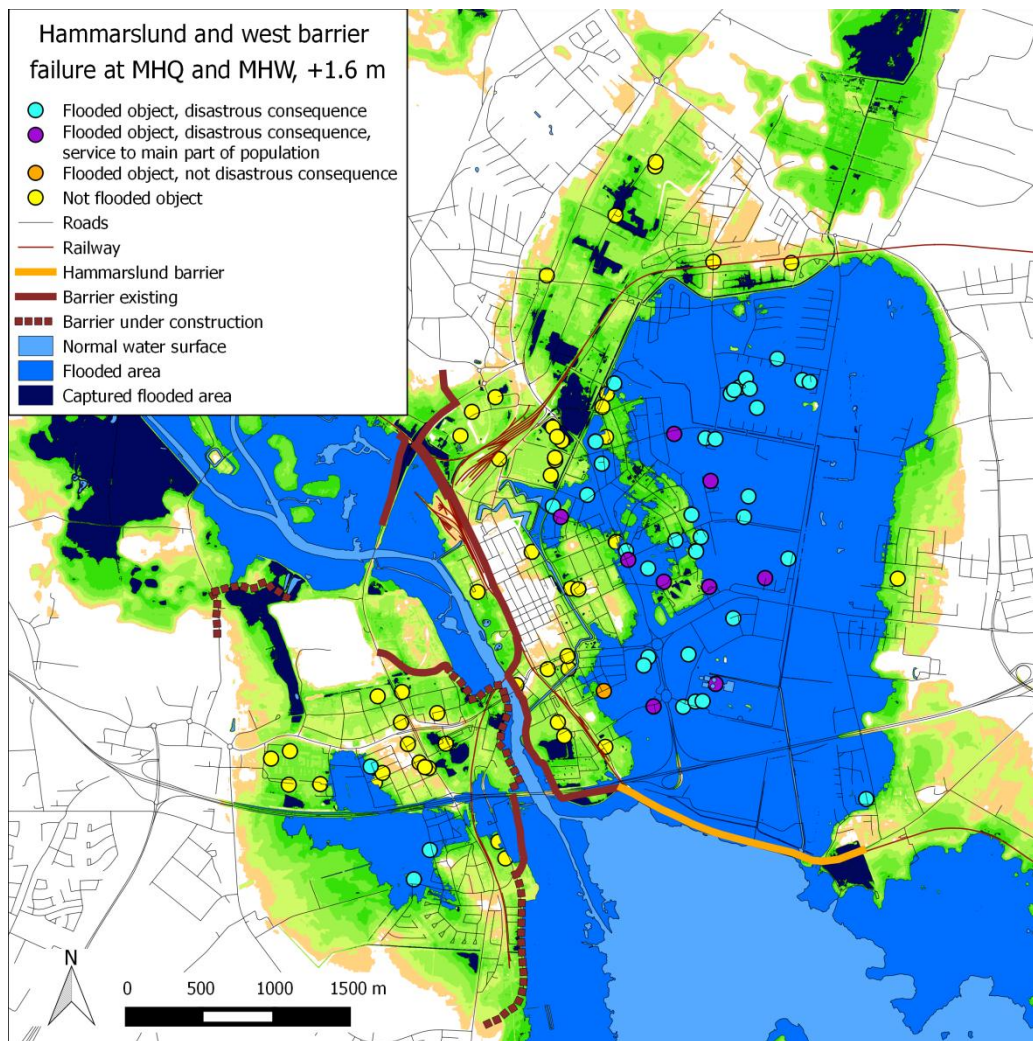 Hammarslund and west barrier
failure at MHQ and MHW, +1.6 m
Flooded object, disastrous consequence
Flooded object, disastrous consequence,
service to main part of population
Flooded object, not disastrous consequence
Not flooded object
Roads
Railway
Hammarslund barrier
Barrier existing
Barrier under construction
Normal water surface
Flooded area
Captured flooded area
N
0 500 1000 1500 m